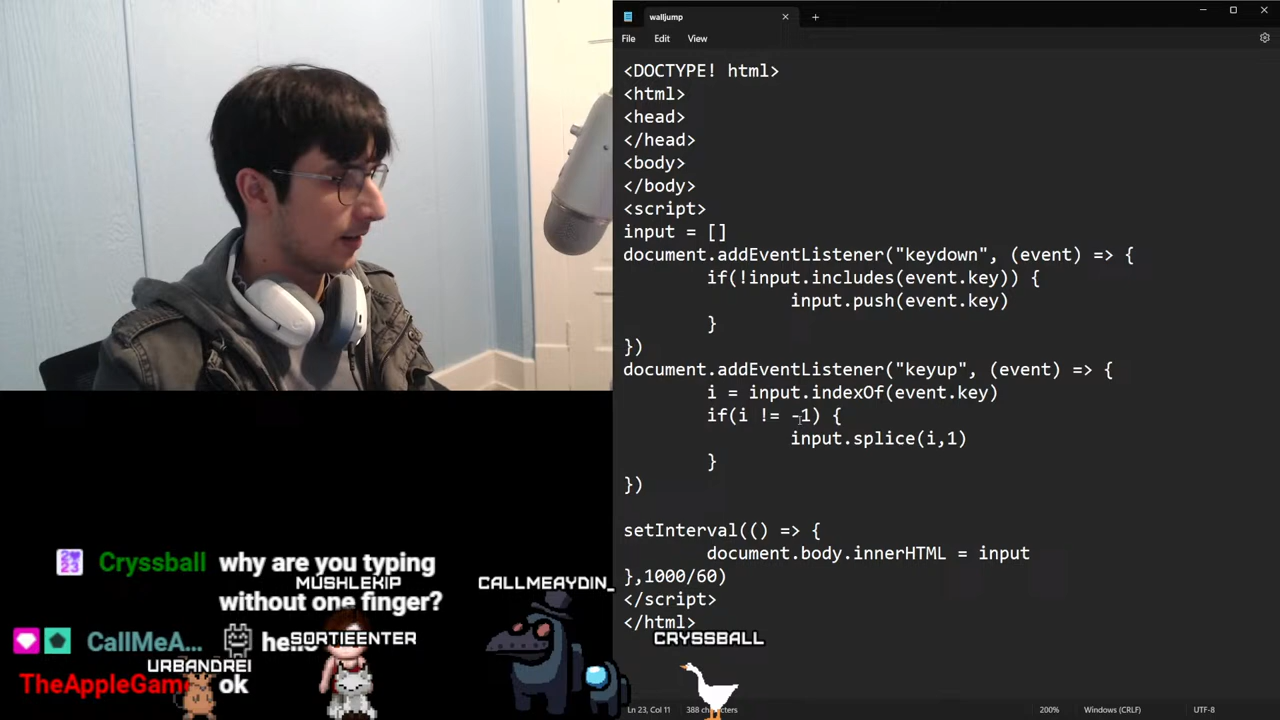 walljump
File Edit View
<DOCTYPE! html>
<html>
<head>
</head>
<body>
</body>
<script>
input = []
document.addEventListener("keydown", (event) => {
if(!input.includes(event.key)) {
input.push(event.key)
}
})
document.addEventListener("keyup", (event) => {
i = input.indexOf(event.key)
if(i != -1) {
input.splice(i,1)
}
})
setInterval(() => {
document.body.innerHTML = input
},1000/60)
</script>
</html>
Ln 23, Col 11
388 characters
200%
Windows (CRLF)
UTF-8
Cryssball why are you typing
without one finger?
CallMeA...
TheAppleGam ok
MUSHLEKIP
CALLMEAYDIN_
SORTIEENTER
URBANDREI
CRYSSBALL